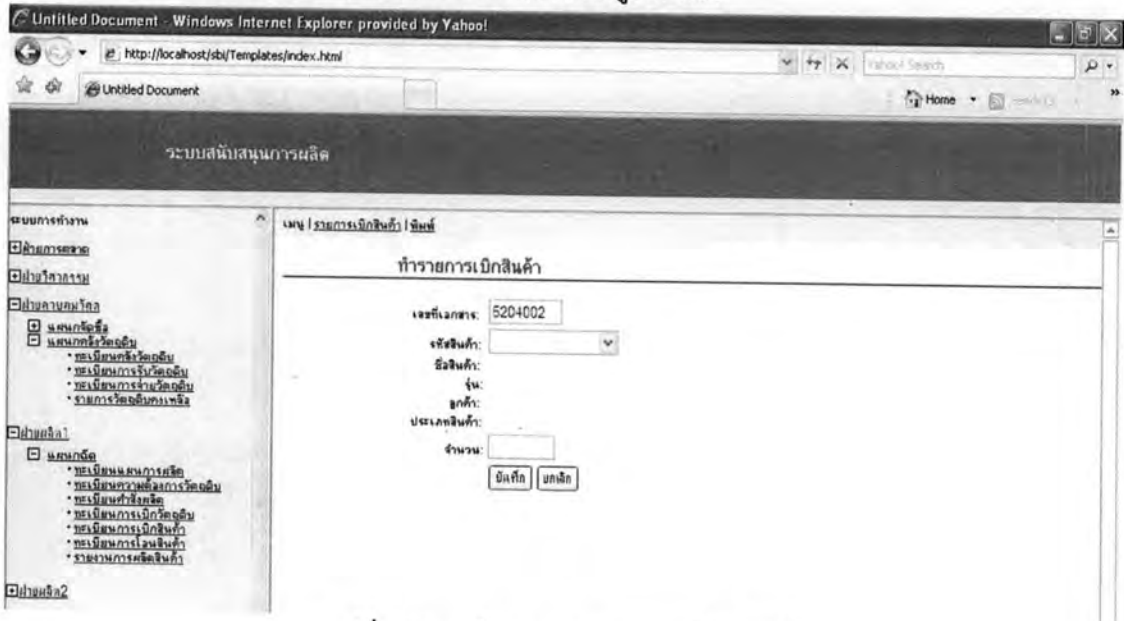 Untitled Document - Windows Internet Explorer provided by Yahoo!
http://localhost/sbi/Templates/index.html
Yahoo! Search
Untitled Document
Home
ระบบสนับสนุนการผลิต
ระบบการทำงาน
ฝ่ายการตลาด
ฝ่ายวิศวกรรม
ฝ่ายควบคุมวัสดุ
แผนกจัดซื้อ
แผนกคลังวัตถุดิบ
ทะเบียนคลังวัตถุดิบ
ทะเบียนการรับวัตถุดิบ
ทะเบียนการจ่ายวัตถุดิบ
รายการวัตถุดิบคงเหลือ
ฝ่ายผลิต1
แผนกฉีด
ทะเบียนแผนการผลิต
ทะเบียนความต้องการวัตถุดิบ
ทะเบียนคำสั่งผลิต
ทะเบียนการเบิกวัตถุดิบ
ทะเบียนการเบิกสินค้า
ทะเบียนการโอนสินค้า
รายงานการผลิตสินค้า
ฝ่ายผลิต2
เมนู | รายการเบิกสินค้า | พิมพ์
ทำรายการเบิกสินค้า
เลขที่เอกสาร: 5204002
รหัสสินค้า:
ชื่อสินค้า:
รุ่น:
ลูกค้า:
ประเภทสินค้า:
จำนวน:
บันทึก ยกเลิก